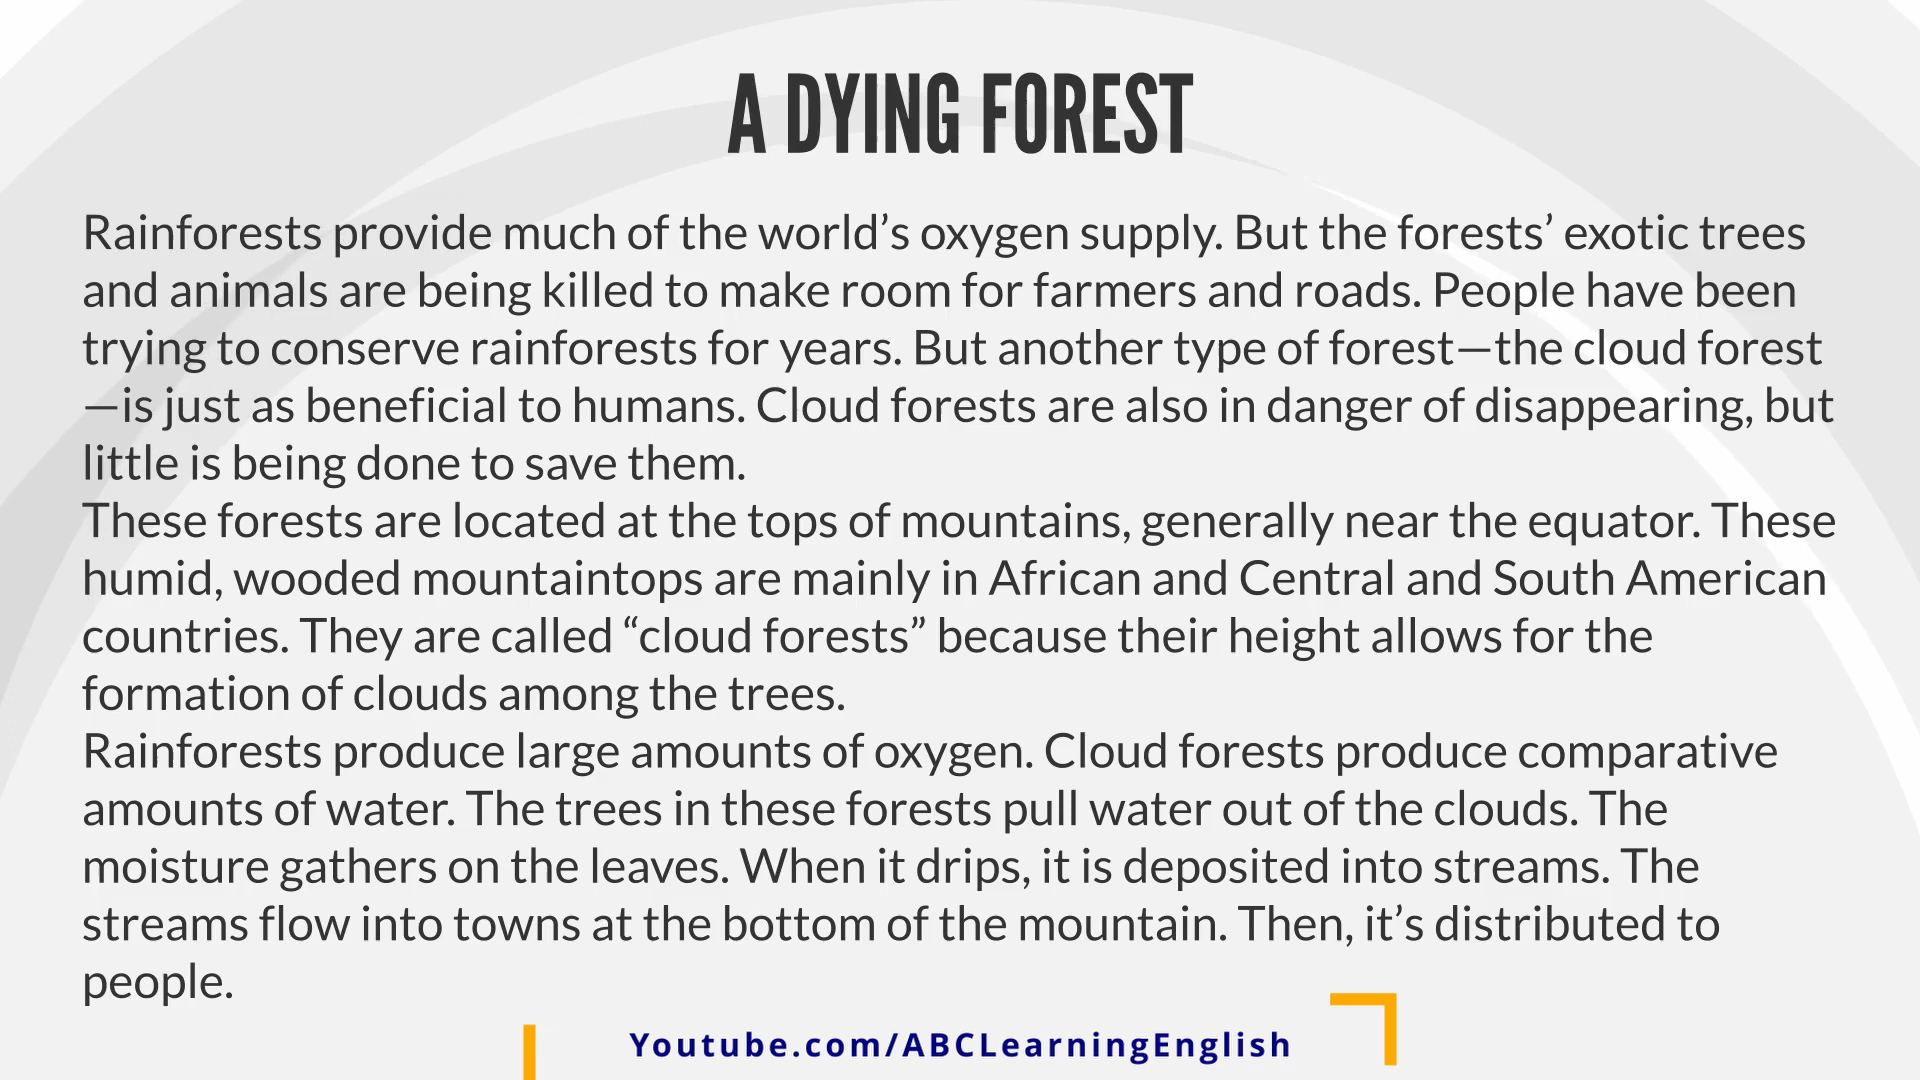 A DYING FOREST
Rainforests provide much of the world’s oxygen supply. But the forests’ exotic trees
and animals are being killed to make room for farmers and roads. People have been
trying to conserve rainforests for years. But another type of forest—the cloud forest
—is just as beneficial to humans. Cloud forests are also in danger of disappearing, but
little is being done to save them.
These forests are located at the tops of mountains, generally near the equator. These
humid, wooded mountaintops are mainly in African and Central and South American
countries. They are called “cloud forests” because their height allows for the
formation of clouds among the trees.
Rainforests produce large amounts of oxygen. Cloud forests produce comparative
amounts of water. The trees in these forests pull water out of the clouds. The
moisture gathers on the leaves. When it drips, it is deposited into streams. The
streams flow into towns at the bottom of the mountain. Then, it’s distributed to
people.
Youtube.com/ABCLearningEnglish